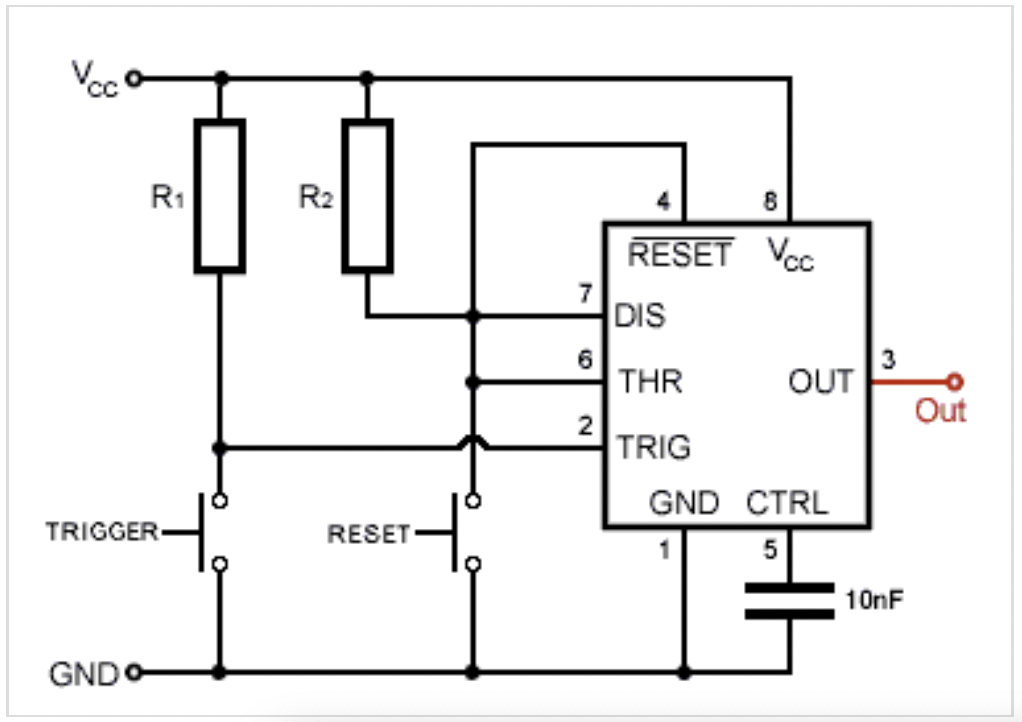 VCC
R1
R2
4
8
RESET
VCC
7
DIS
6
THR
OUT
3
Out
2
TRIG
GND
CTRL
TRIGGER
RESET
1
5
10nF
GND